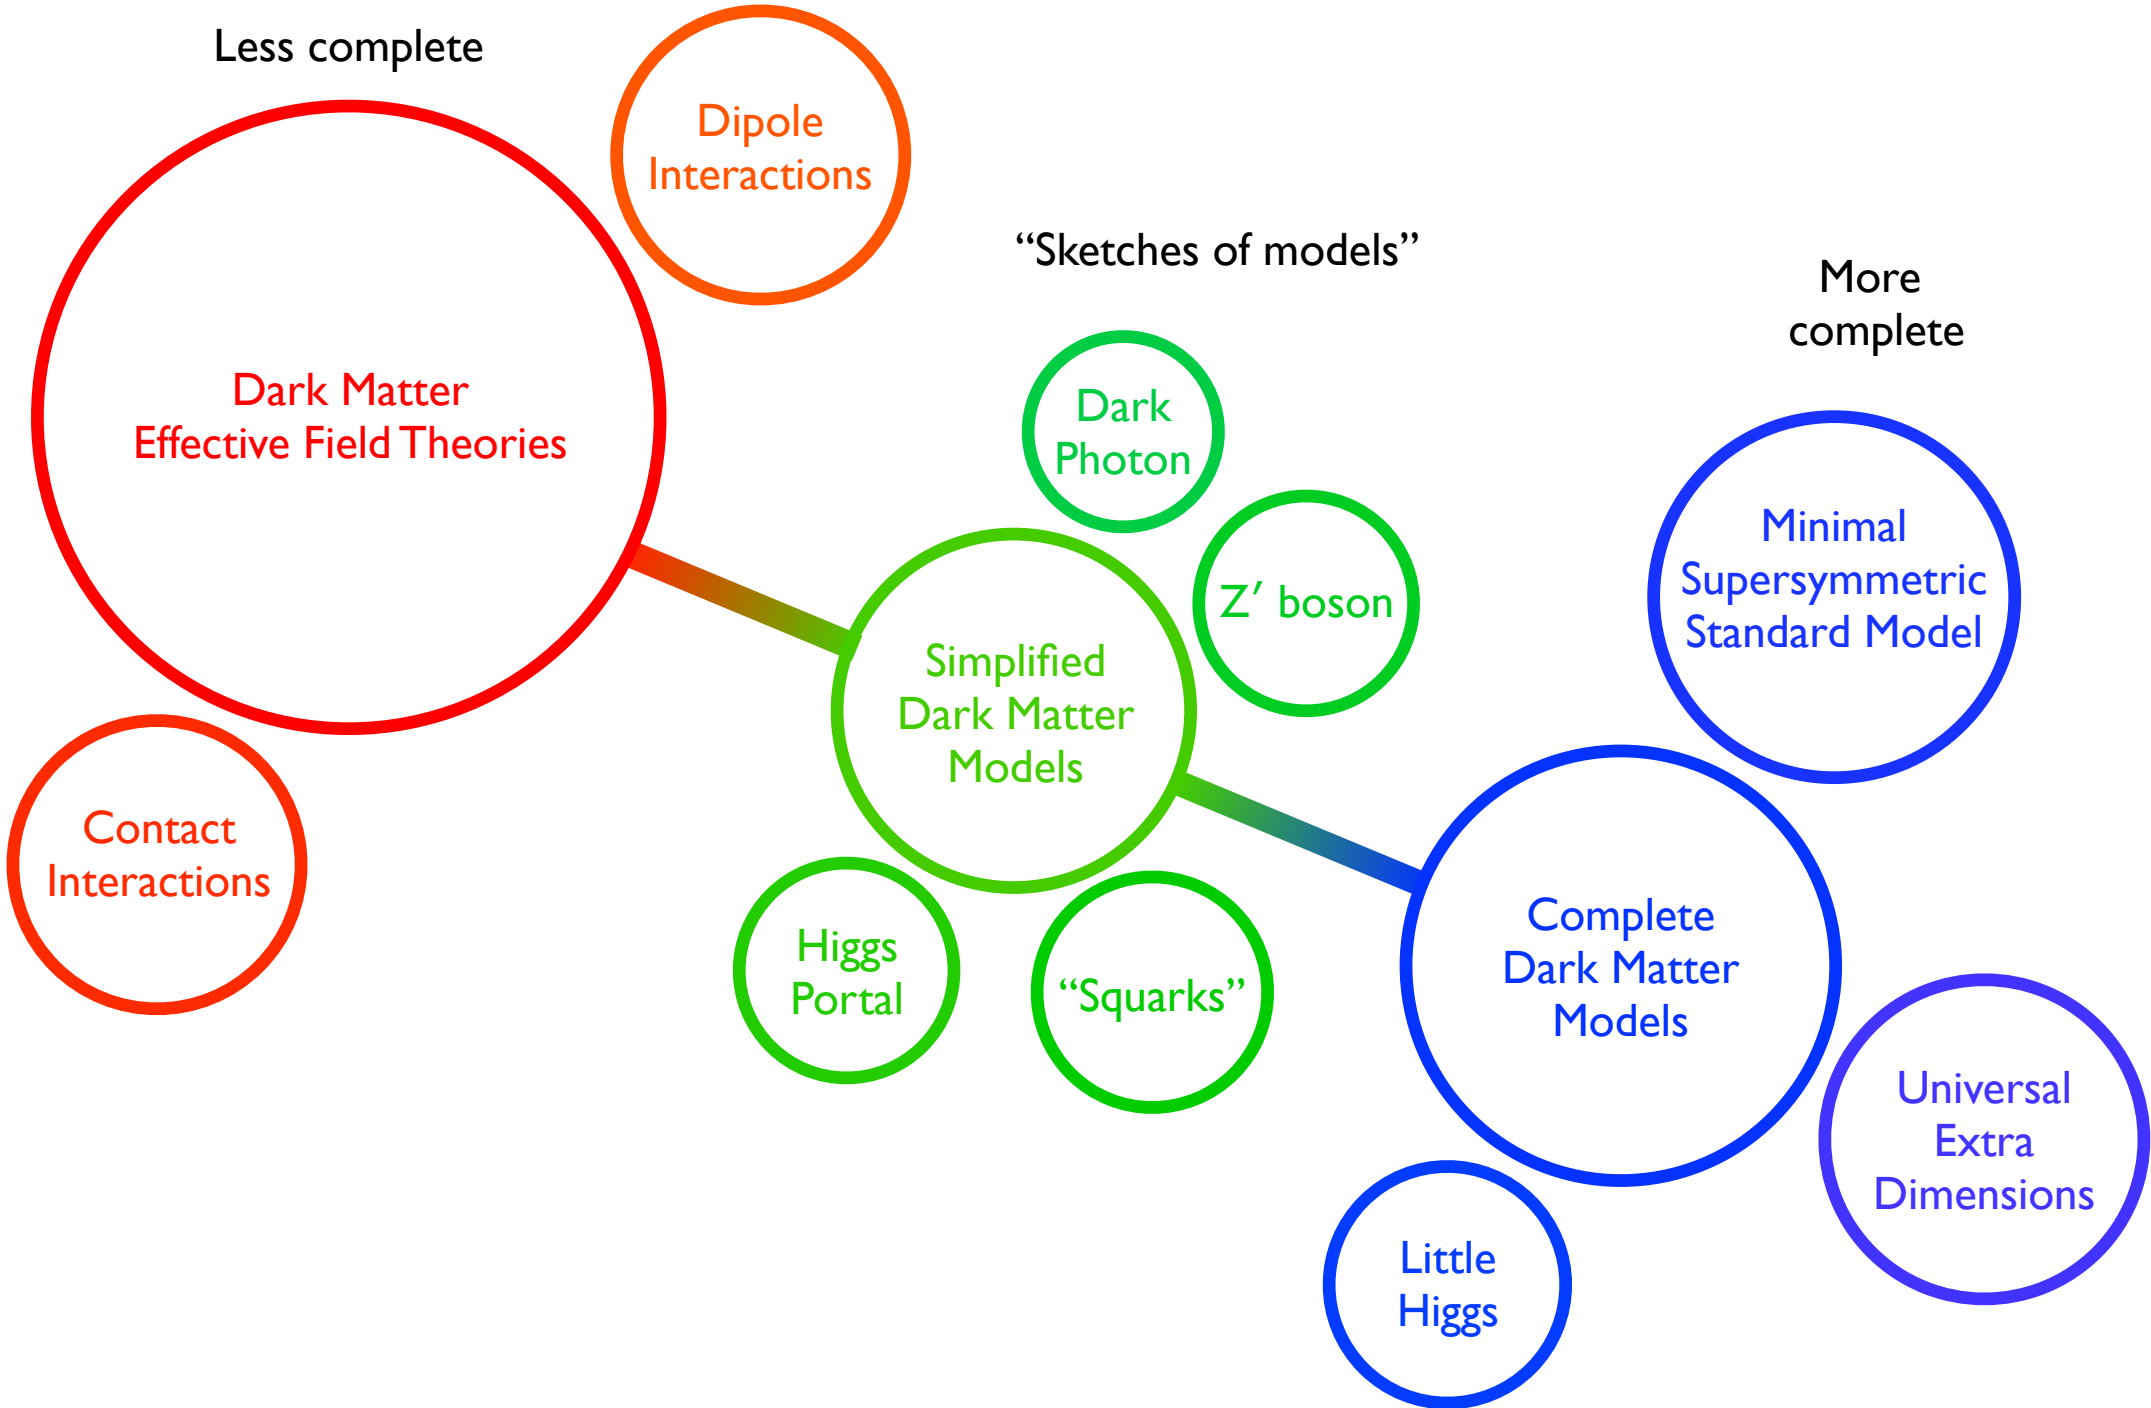 Less complete
Dipole
Interactions
“Sketches of models”
More
complete
Dark Matter
Effective Field Theories
Dark
Photon
Z′ boson
Minimal
Supersymmetric
Standard Model
Simplified
Dark Matter
Models
Contact
Interactions
Higgs
Portal
“Squarks”
Complete
Dark Matter
Models
Universal
Extra
Dimensions
Little
Higgs